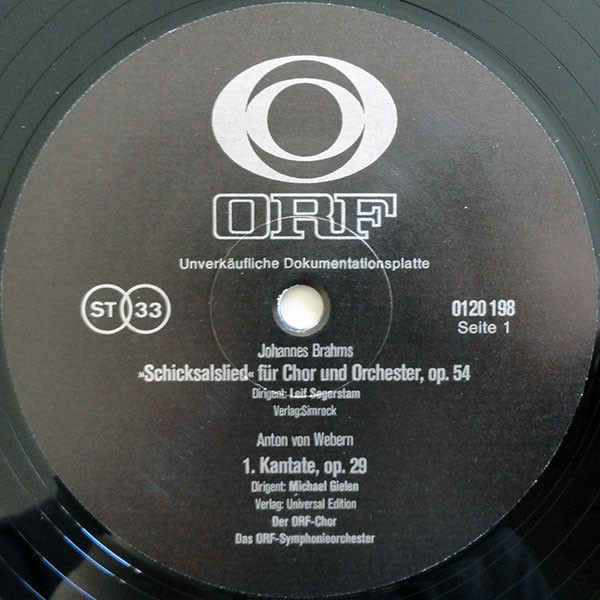 ORF
Unverkäufliche Dokumentationsplatte
ST 33
0120 198
Seite 1
Johannes Brahms
»Schicksalslied« für Chor und Orchester, op. 54
Dirigent: Leif Segerstam
Verlag:Simrock
Anton von Webern
1. Kantate, op. 29
Dirigent: Michael Gielen
Verlag: Universal Edition
Der ORF-Chor
Das ORF-Symphonieorchester